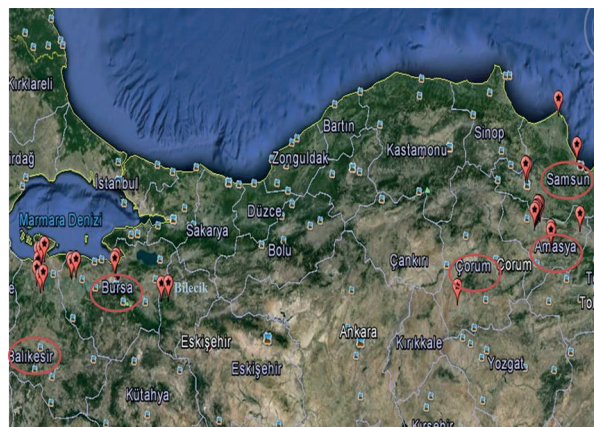 Kırklareli
Bartın
Sinop
Kastamonu
Zonguldak
Samsun
İstanbul
Marmara Denizi
Düzce
Sakarya
Bolu
Amasya
Çankırı
Çorum
Çorum
Bursa
Bilecik
Ankara
Eskişehir
Kırıkkale
Balıkesir
Eskişehir
Yozgat
Kütahya